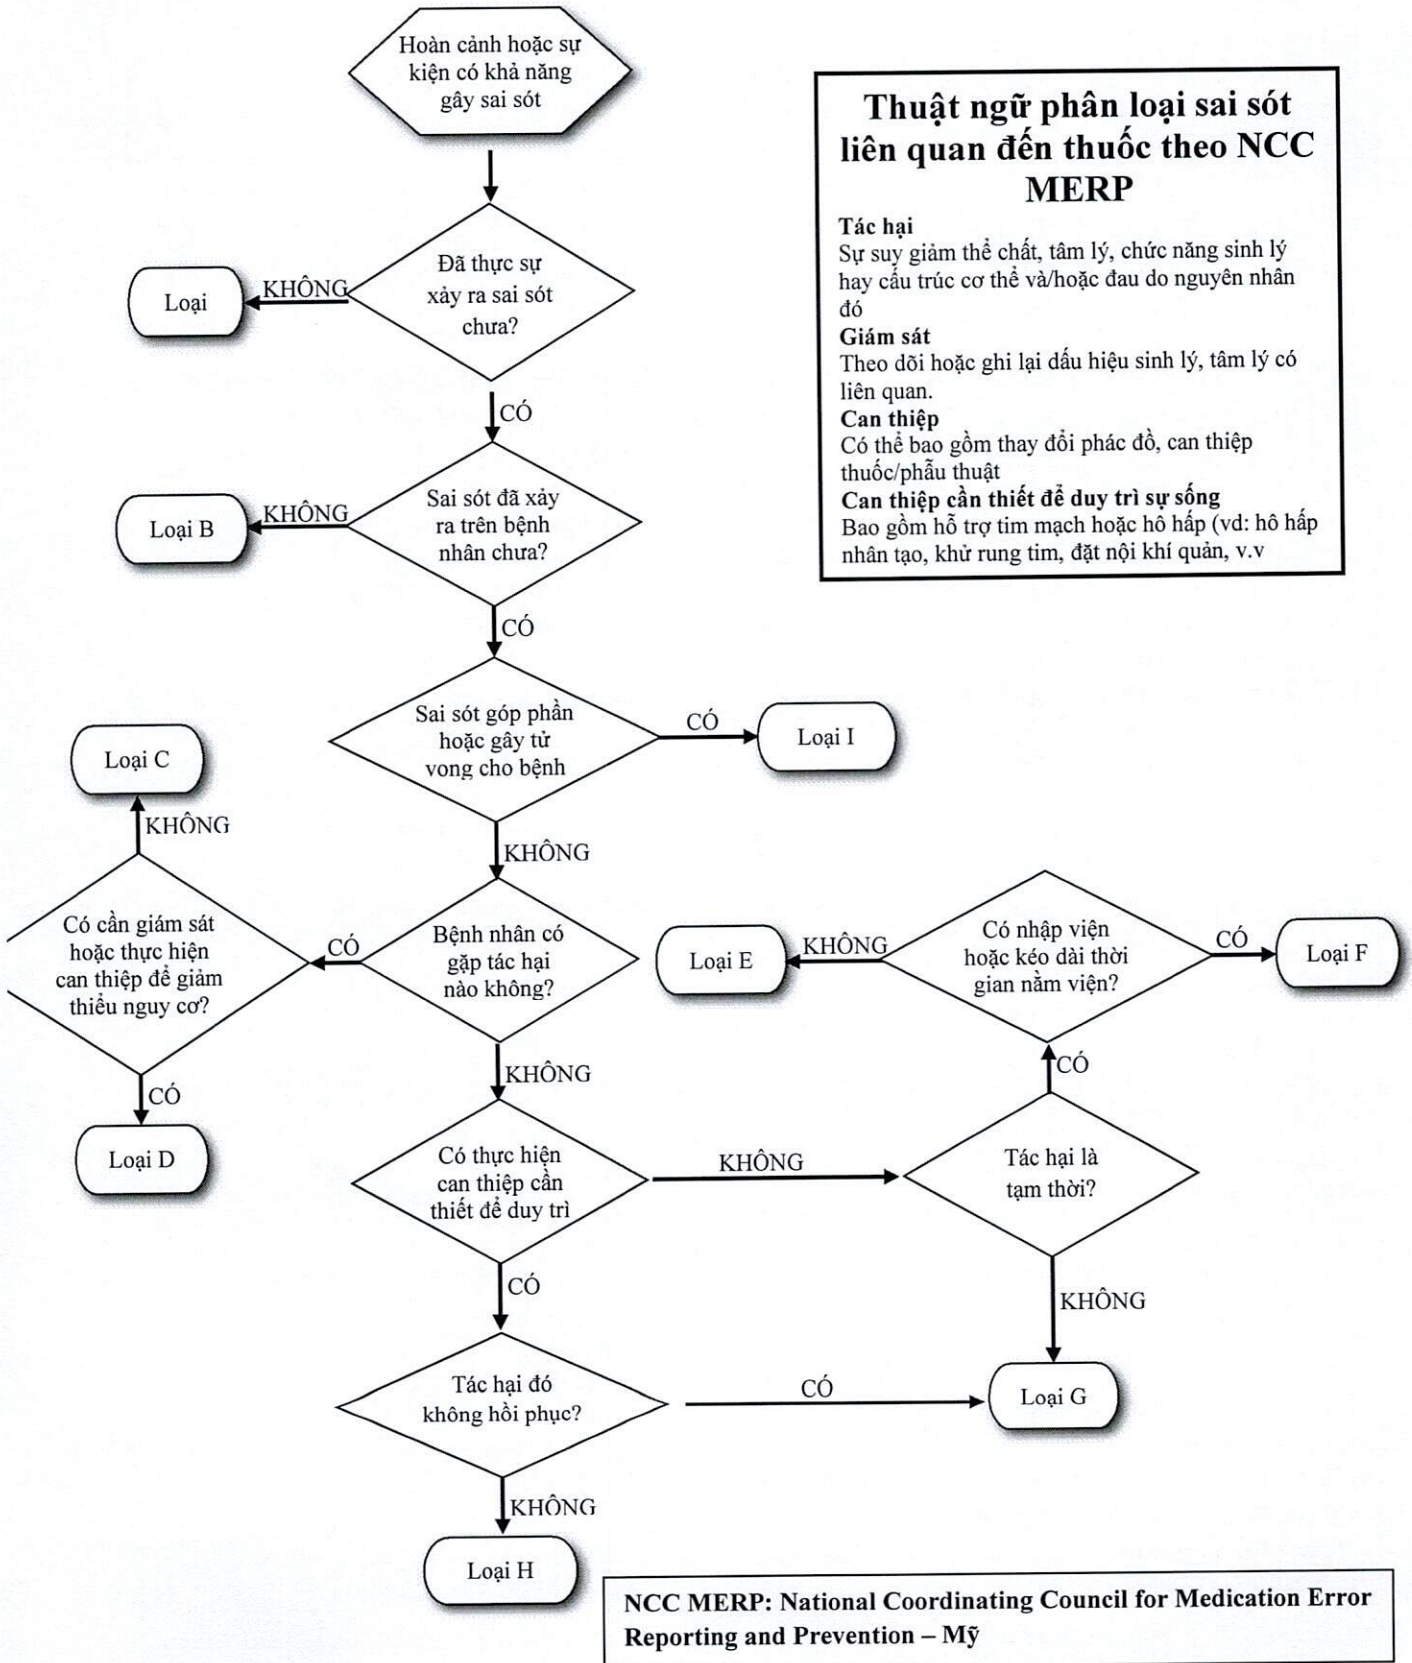 Hoàn cảnh hoặc sự
kiện có khả năng
gây sai sót
Thuật ngữ phân loại sai sót
liên quan đến thuốc theo NCC
MERP
Tác hại
Sự suy giảm thể chất, tâm lý, chức năng sinh lý
hay cấu trúc cơ thể và/hoặc đau do nguyên nhân
đó
Giám sát
Theo dõi hoặc ghi lại dấu hiệu sinh lý, tâm lý có
liên quan.
Can thiệp
Có thể bao gồm thay đổi phác đồ, can thiệp
thuốc/phẫu thuật
Can thiệp cần thiết để duy trì sự sống
Bao gồm hỗ trợ tim mạch hoặc hô hấp (vd: hô hấp
nhân tạo, khử rung tim, đặt nội khí quản, v.v
Đã thực sự
xảy ra sai sót
chưa?
KHÔNG
Loại
CÓ
Sai sót đã xảy
ra trên bệnh
nhân chưa?
KHÔNG
Loại B
CÓ
Sai sót góp phần
hoặc gây tử
vong cho bệnh
CÓ
Loại I
KHÔNG
Bệnh nhân có
gặp tác hại
nào không?
CÓ
Có cần giám sát
hoặc thực hiện
can thiệp để giảm
thiểu nguy cơ?
KHÔNG
Loại C
CÓ
Loại D
KHÔNG
Có thực hiện
can thiệp cần
thiết để duy trì
KHÔNG
Tác hại là
tạm thời?
CÓ
Có nhập viện
hoặc kéo dài thời
gian nằm viện?
KHÔNG
Loại E
CÓ
Loại F
KHÔNG
Loại G
CÓ
Tác hại đó
không hồi phục?
CÓ
KHÔNG
Loại H
NCC MERP: National Coordinating Council for Medication Error
Reporting and Prevention – Mỹ